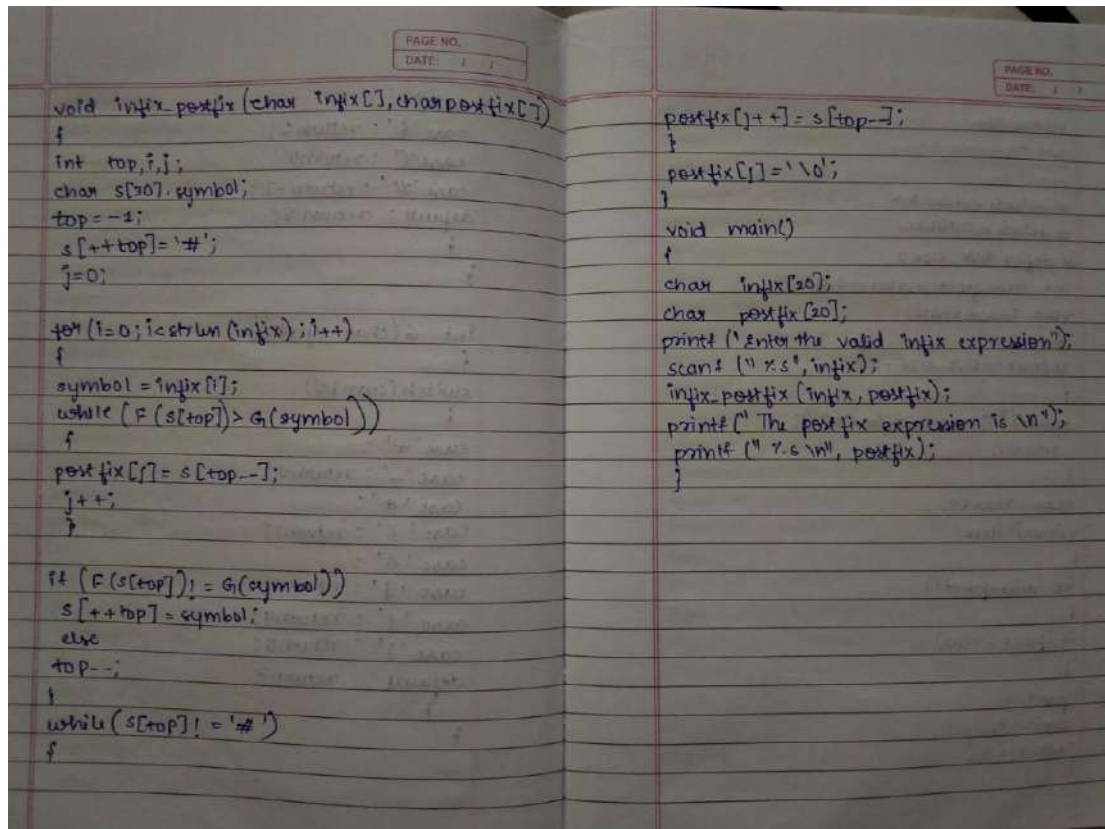 PAGE NO.
DATE: / /
void infix_postfix (char infix[], char postfix[])
{
int top, i, j;
char s[30], symbol;
top = -1;
s[++top] = '#';
j=0;
for (i=0; i<strlen (infix); i++)
{
symbol = infix [i];
while (F (s[top]) > G (symbol))
{
postfix [j] = s [top--];
j++;
}
if (F (s[top]) != G (symbol))
s [++top] = symbol;
else
top--;
}
while (s[top] != '#')
{
PAGE NO.
DATE: / /
postfix [j++] = s [top--];
}
postfix [j] = '\0';
}
void main()
{
char infix [20];
char postfix [20];
printf ("Enter the valid infix expression");
scanf ("%s", infix);
infix_postfix (infix, postfix);
printf (" The postfix expression is \n");
printf (" %s \n", postfix);
}